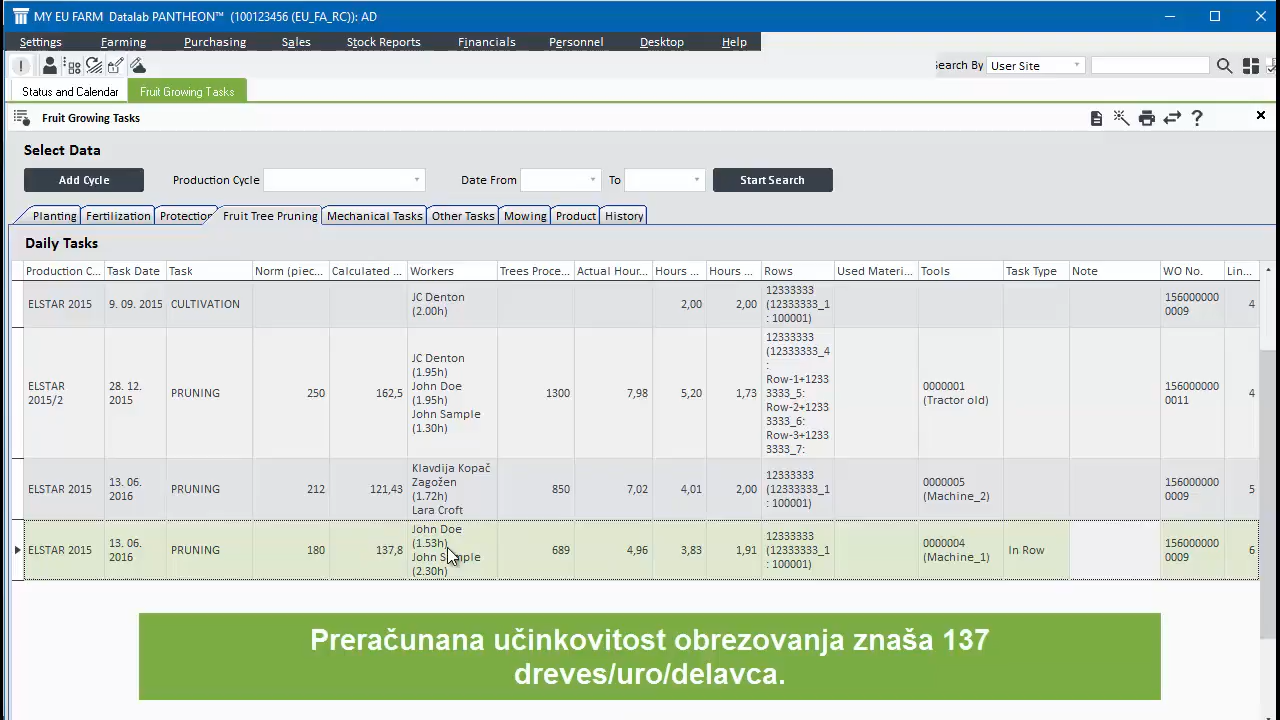 MY EU FARM Datalab PANTHEON™ (100123456 (EU_FA_RC)): AD
Settings Farming Purchasing Sales Stock Reports Financials Personnel Desktop Help
Search By User Site
Status and Calendar Fruit Growing Tasks
Fruit Growing Tasks
Select Data
Add Cycle Production Cycle Date From To Start Search
Planting Fertilization Protection Fruit Tree Pruning Mechanical Tasks Other Tasks Mowing Product History
Daily Tasks
Production C... Task Date Task Norm (piec... Calculated ... Workers Trees Proce... Actual Hour... Hours ... Hours ... Rows Used Materi... Tools Task Type Note WO No. Lin...
ELSTAR 2015 9. 09. 2015 CULTIVATION JC Denton (2.00h) 2,00 2,00 12333333 (12333333_1 : 100001) 156000000 0009 4
ELSTAR 2015/2 28. 12. 2015 PRUNING 250 162,5 JC Denton (1.95h) John Doe (1.95h) John Sample (1.30h) 1300 7,98 5,20 1,73 12333333 (12333333_4 : Row-1+1233 3333_5: Row-2+1233 3333_6: Row-3+1233 3333_7: 0000001 (Tractor old) 156000000 0011 4
ELSTAR 2015 13. 06. 2016 PRUNING 212 121,43 Klavdija Kopač Zagožen (1.72h) Lara Croft 850 7,02 4,01 2,00 12333333 (12333333_1 : 100001) 0000005 (Machine_2) 156000000 0009 5
ELSTAR 2015 13. 06. 2016 PRUNING 180 137,8 John Doe (1.53h) John Sample (2.30h) 689 4,96 3,83 1,91 12333333 (12333333_1 : 100001) 0000004 (Machine_1) In Row 156000000 0009 6
Preračunana učinkovitost obrezovanja znaša 137
dreves/uro/delavca.